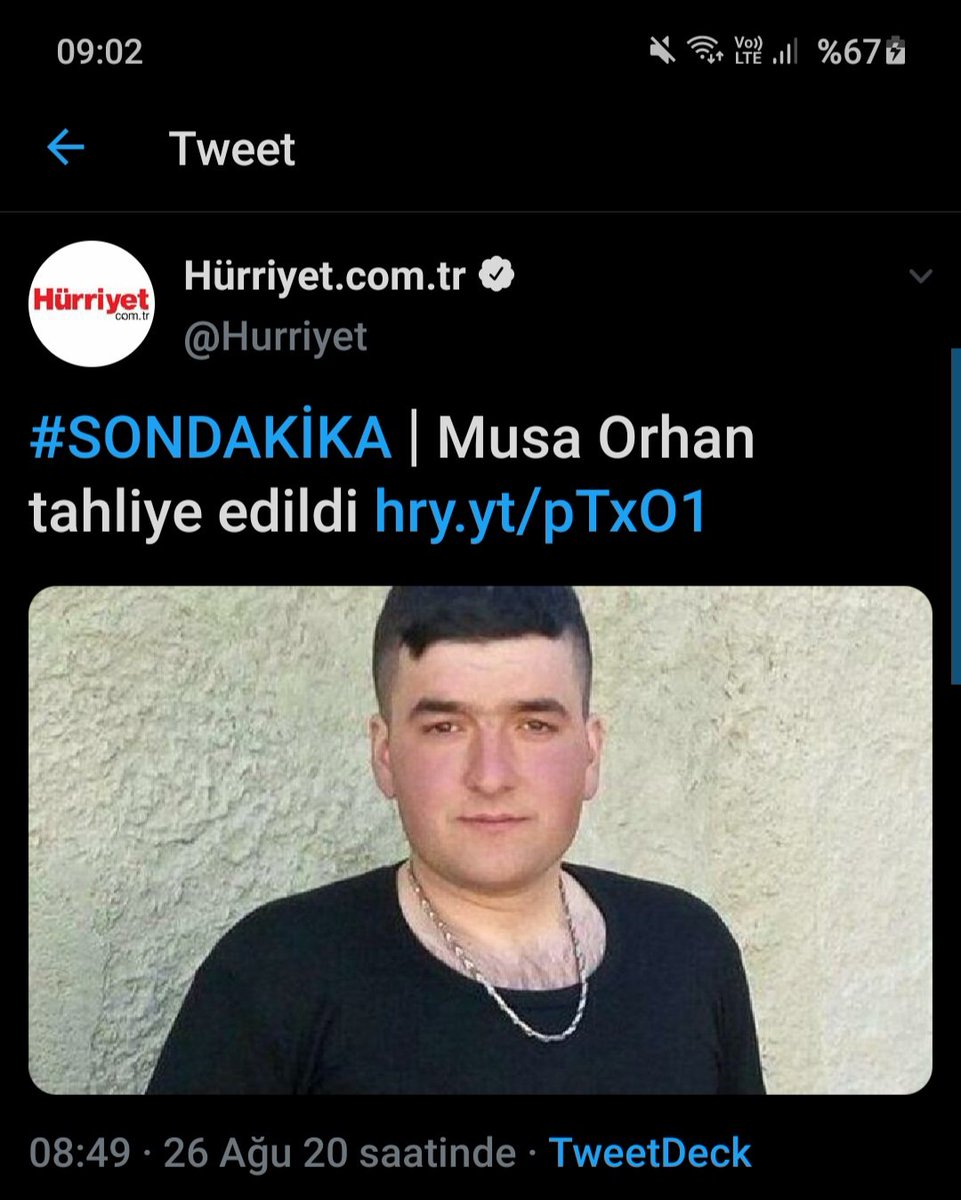 09:02 Vo)) LTE %67
Tweet
Hürriyet com.tr
Hürriyet.com.tr
@Hurriyet
#SONDAKİKA | Musa Orhan
tahliye edildi hry.yt/pTxO1
08:49 · 26 Ağu 20 saatinde · TweetDeck